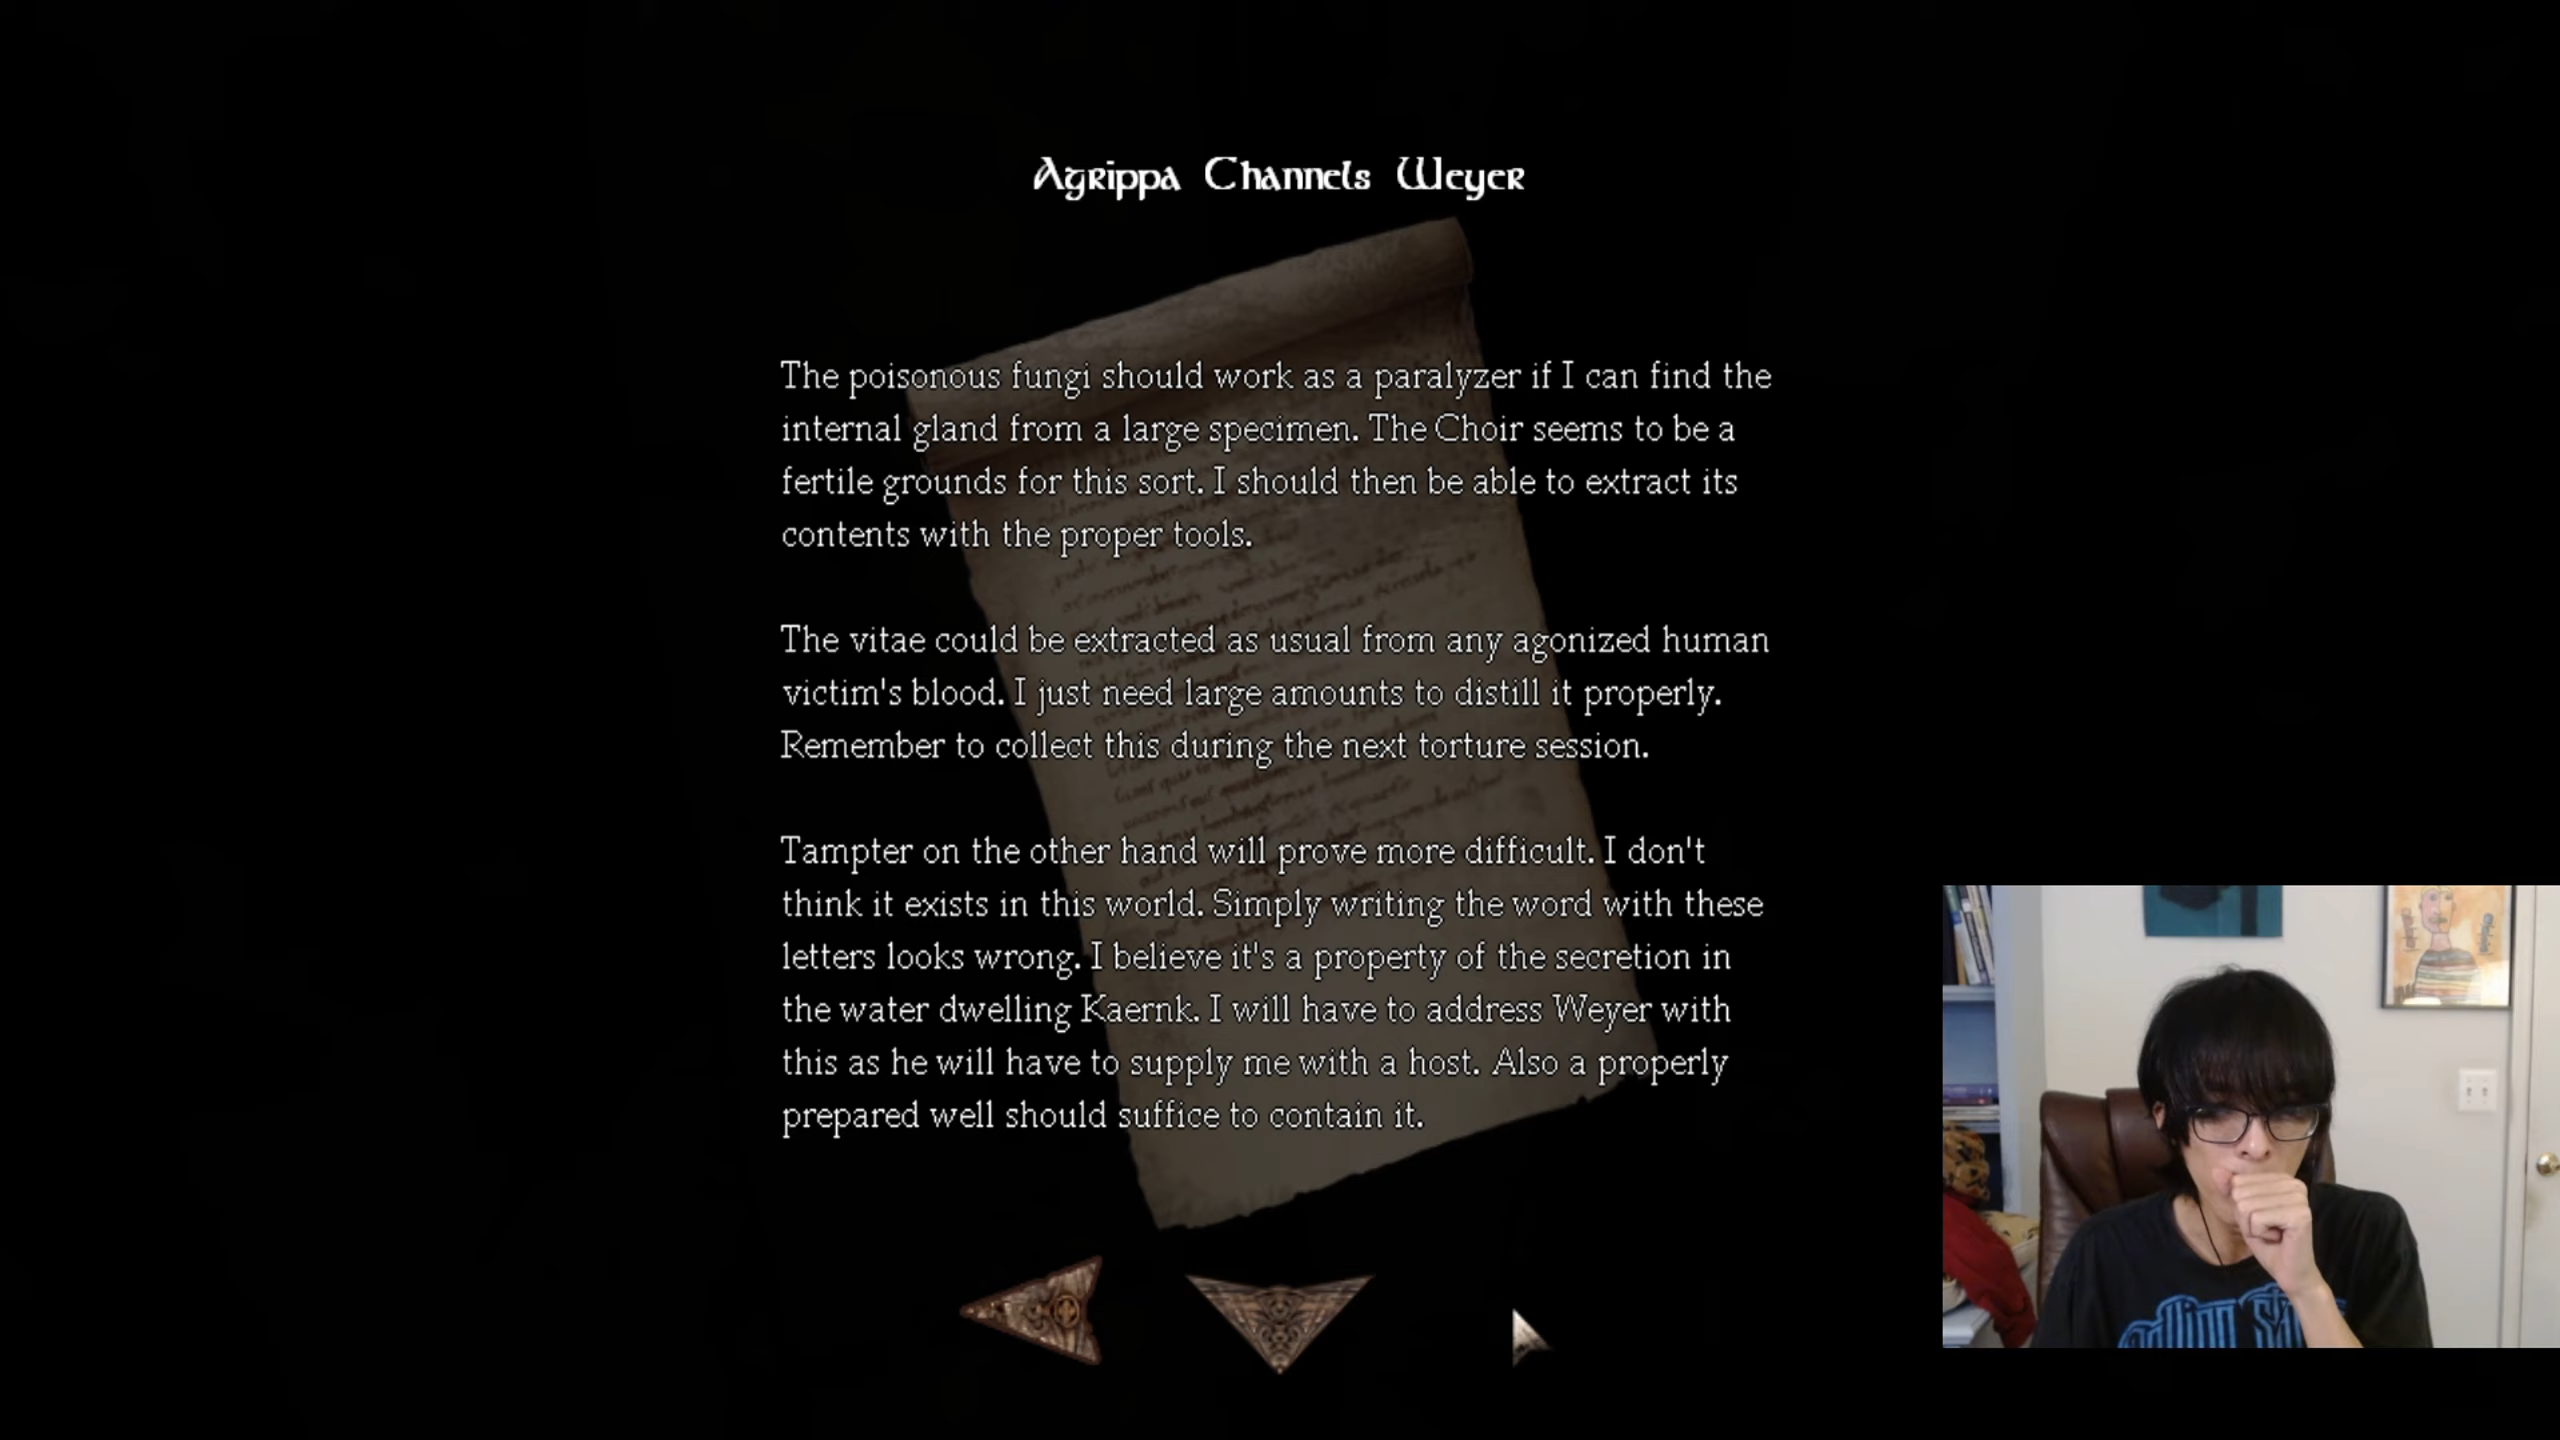 Agrippa Channels Weyer
The poisonous fungi should work as a paralyzer if I can find the
internal gland from a large specimen. The Choir seems to be a
fertile grounds for this sort. I should then be able to extract its
contents with the proper tools.
The vitae could be extracted as usual from any agonized human
victim's blood. I just need large amounts to distill it properly.
Remember to collect this during the next torture session.
Tampter on the other hand will prove more difficult. I don't
think it exists in this world. Simply writing the word with these
letters looks wrong. I believe it's a property of the secretion in
the water dwelling Kaernk. I will have to address Weyer with
this as he will have to supply me with a host. Also a properly
prepared well should suffice to contain it.